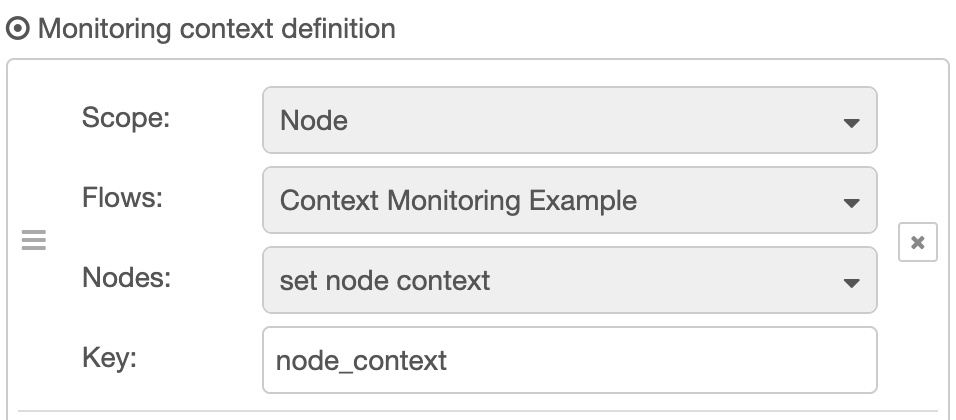 Monitoring context definition
Scope: Node
Flows: Context Monitoring Example
Nodes: set node context
Key: node_context